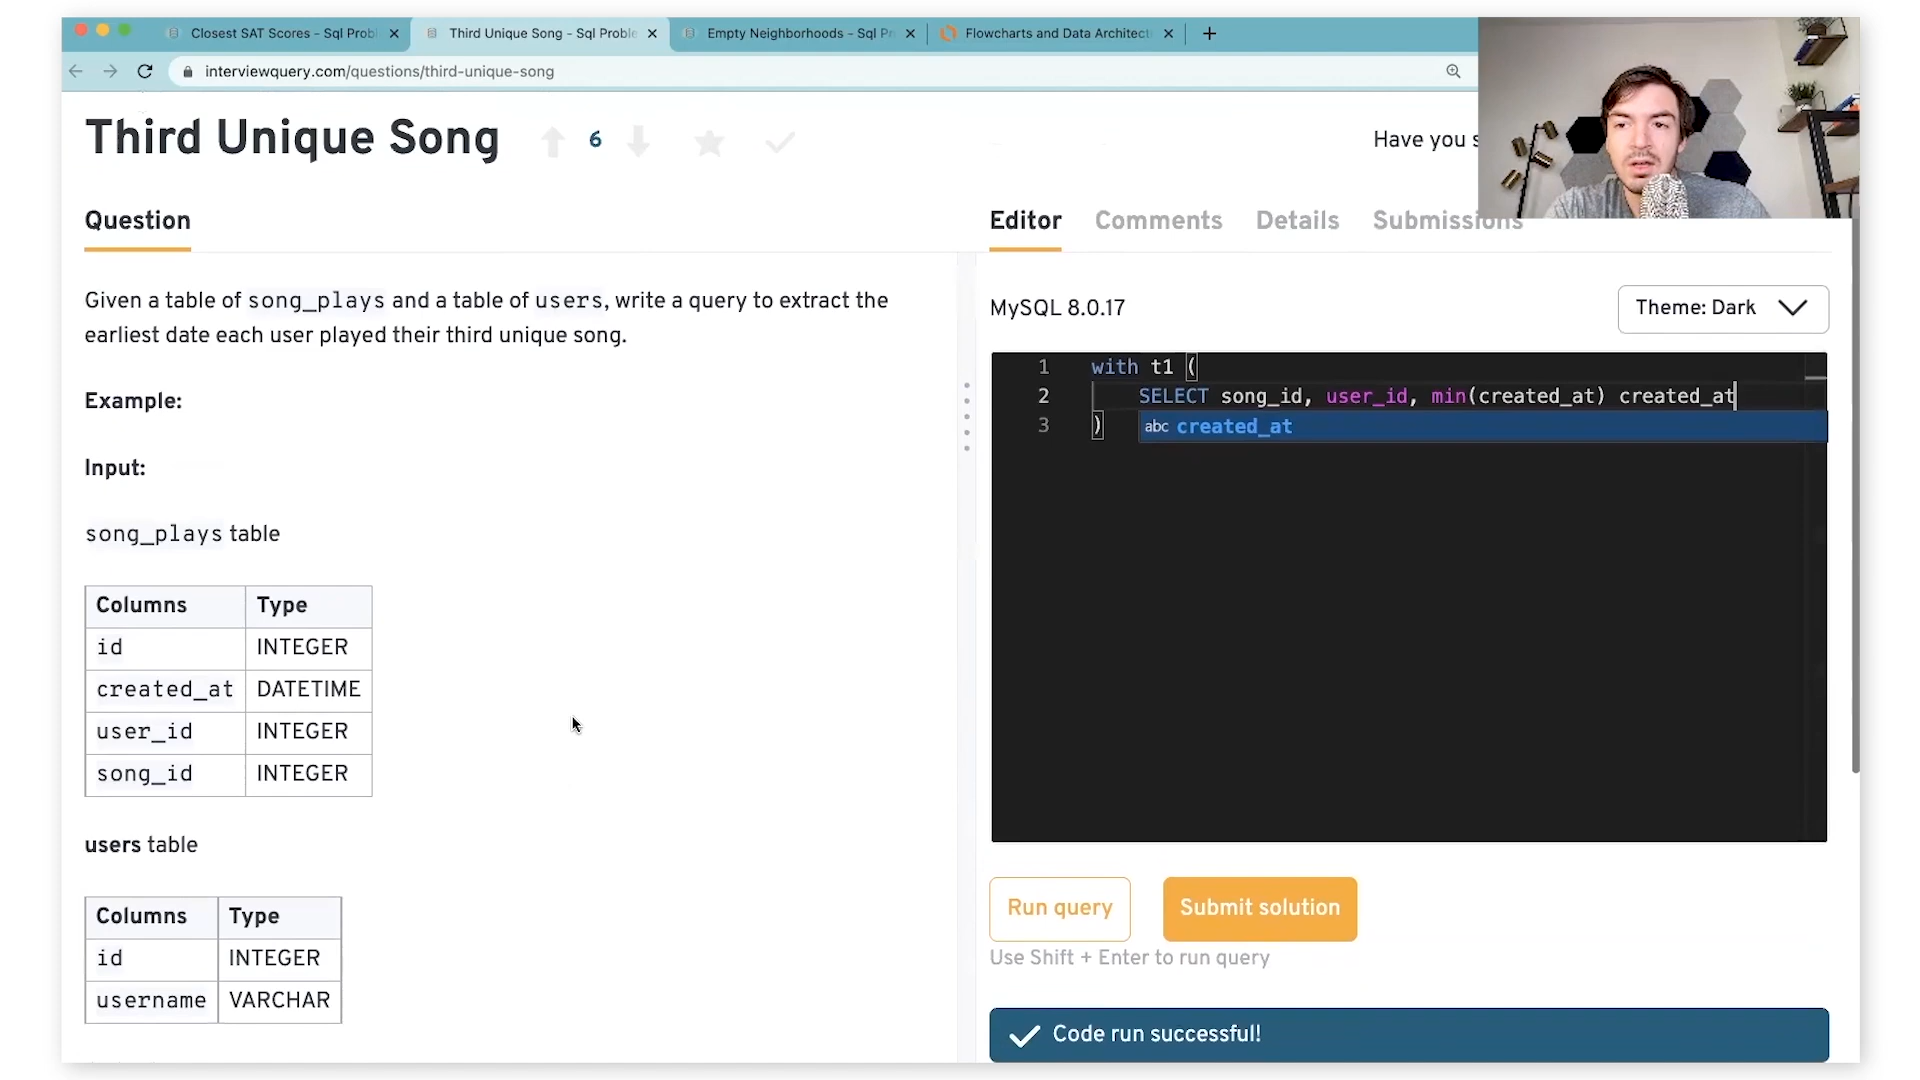 Closest SAT Scores - Sql Prob
Third Unique Song - Sql Proble
Empty Neighborhoods - Sql Pr
Flowcharts and Data Architect
interviewquery.com/questions/third-unique-song
Third Unique Song
6
Have you s
Question
Given a table of song_plays and a table of users, write a query to extract the
earliest date each user played their third unique song.
Example:
Input:
song_plays table
Columns Type
id INTEGER
created_at DATETIME
user_id INTEGER
song_id INTEGER
users table
Columns Type
id INTEGER
username VARCHAR
Editor Comments Details Submissions
MySQL 8.0.17
Theme: Dark
1 with t1 (
2 SELECT song_id, user_id, min(created_at) created_at
3 )
abc created_at
Run query
Submit solution
Use Shift + Enter to run query
Code run successful!